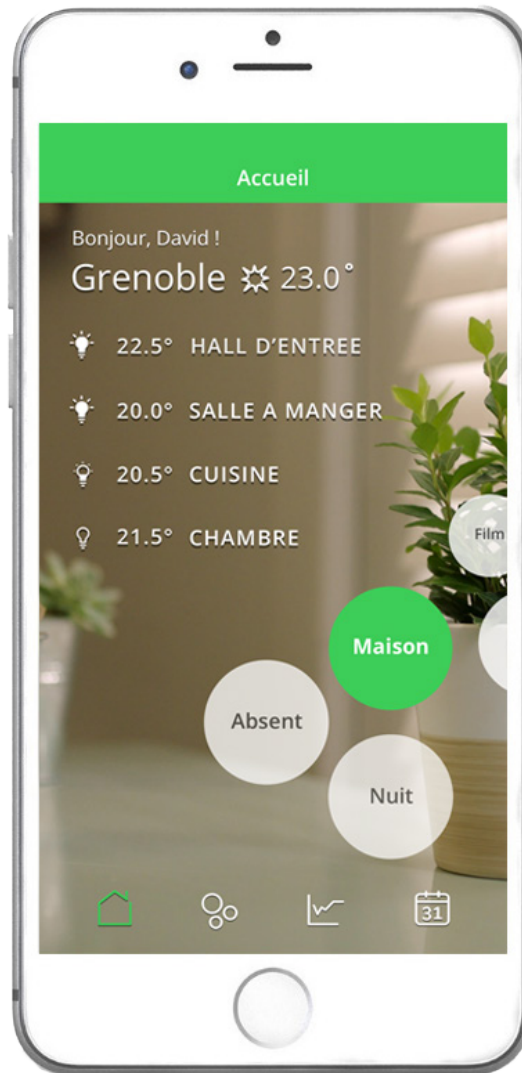 Accueil
Bonjour, David !
Grenoble 23.0°
22.5° HALL D'ENTREE
20.0° SALLE A MANGER
20.5° CUISINE
21.5° CHAMBRE
Film
Maison
Absent
Nuit
31